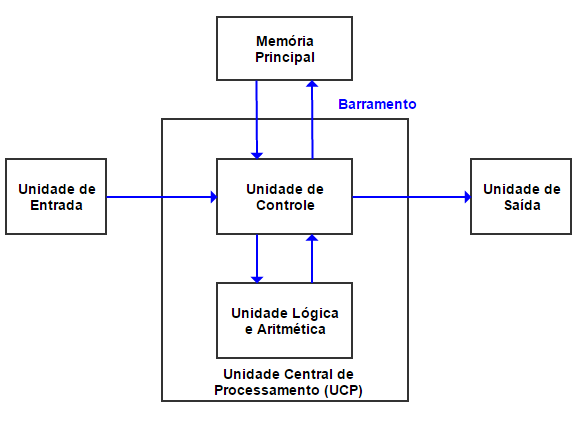 Memória
Principal
Barramento
Unidade de
Entrada
Unidade de
Controle
Unidade de
Saída
Unidade Lógica
e Aritmética
Unidade Central de
Processamento (UCP)